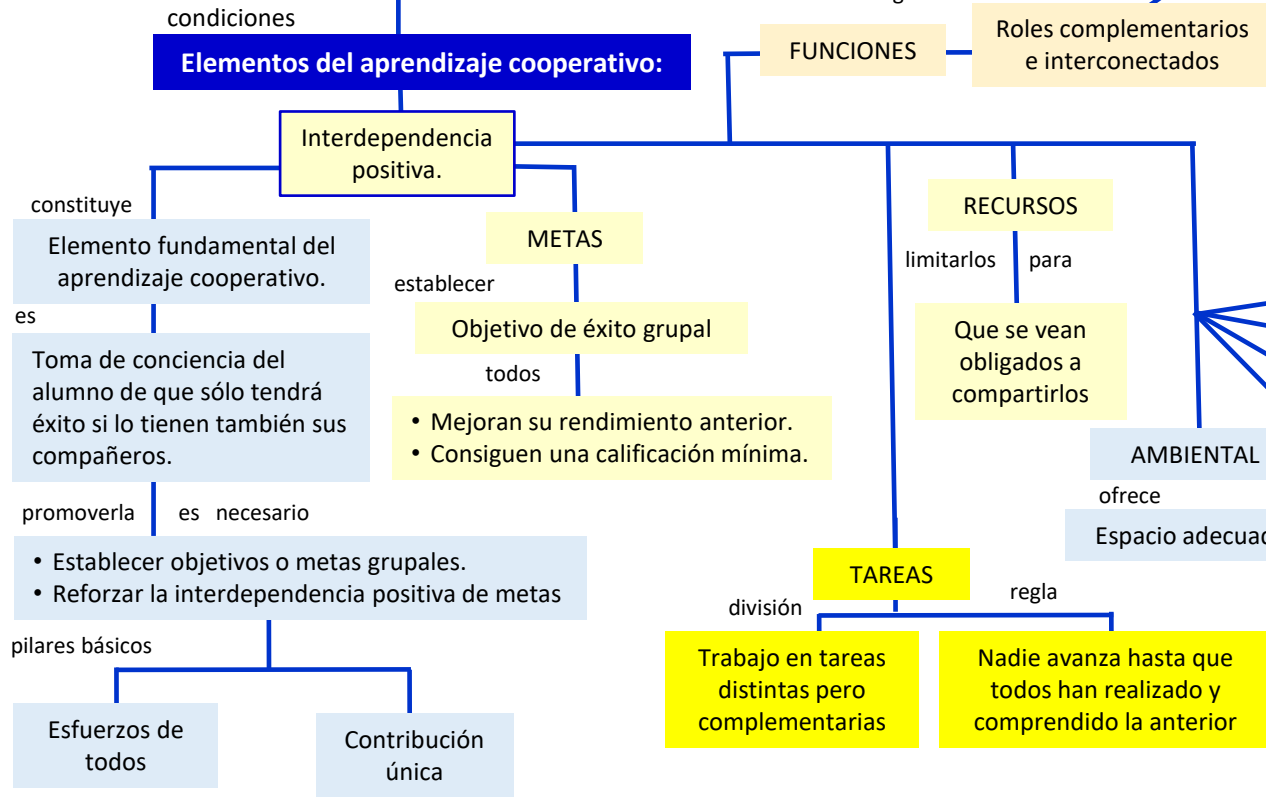 condiciones
Elementos del aprendizaje cooperativo:
FUNCIONES
Roles complementarios
e interconectados
Interdependencia
positiva.
constituye
Elemento fundamental del
aprendizaje cooperativo.
es
Toma de conciencia del
alumno de que sólo tendrá
éxito si lo tienen también sus
compañeros.
promoverla es necesario
• Establecer objetivos o metas grupales.
• Reforzar la interdependencia positiva de metas
pilares básicos
Esfuerzos de
todos
Contribución
única
METAS
establecer
Objetivo de éxito grupal
todos
• Mejoran su rendimiento anterior.
• Consiguen una calificación mínima.
RECURSOS
limitarlos para
Que se vean
obligados a
compartirlos
AMBIENTAL
ofrece
Espacio
TAREAS
división
regla
Trabajo en tareas
distintas pero
complementarias
Nadie avanza hasta que
todos han realizado y
comprendido la anterior